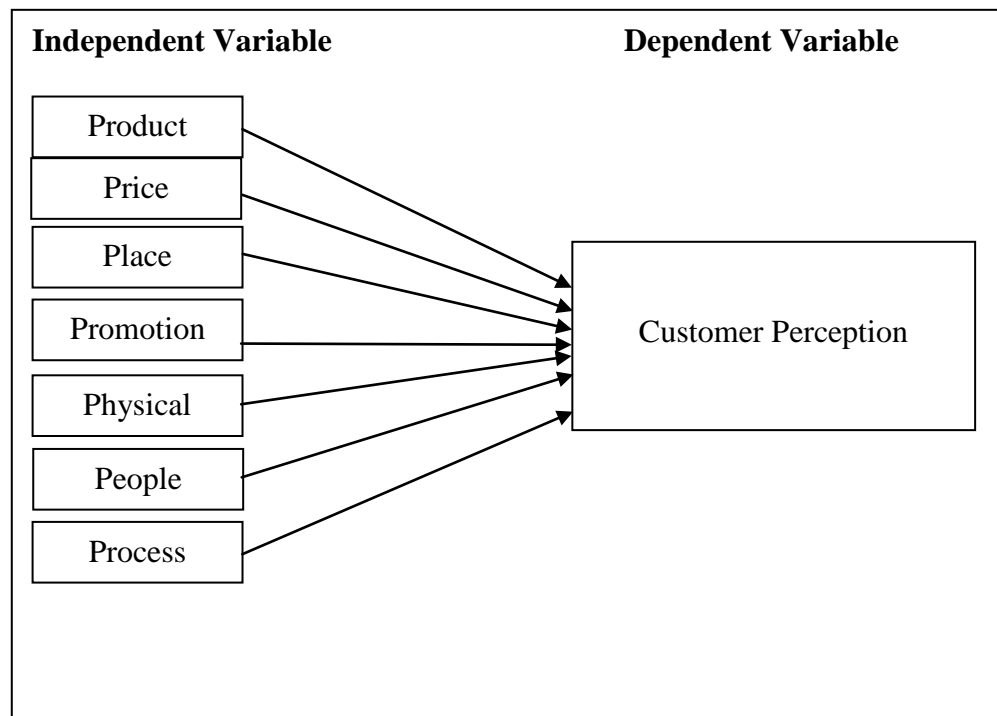 Independent Variable
Dependent Variable
Product
Price
Place
Promotion
Physical
People
Process
Customer Perception